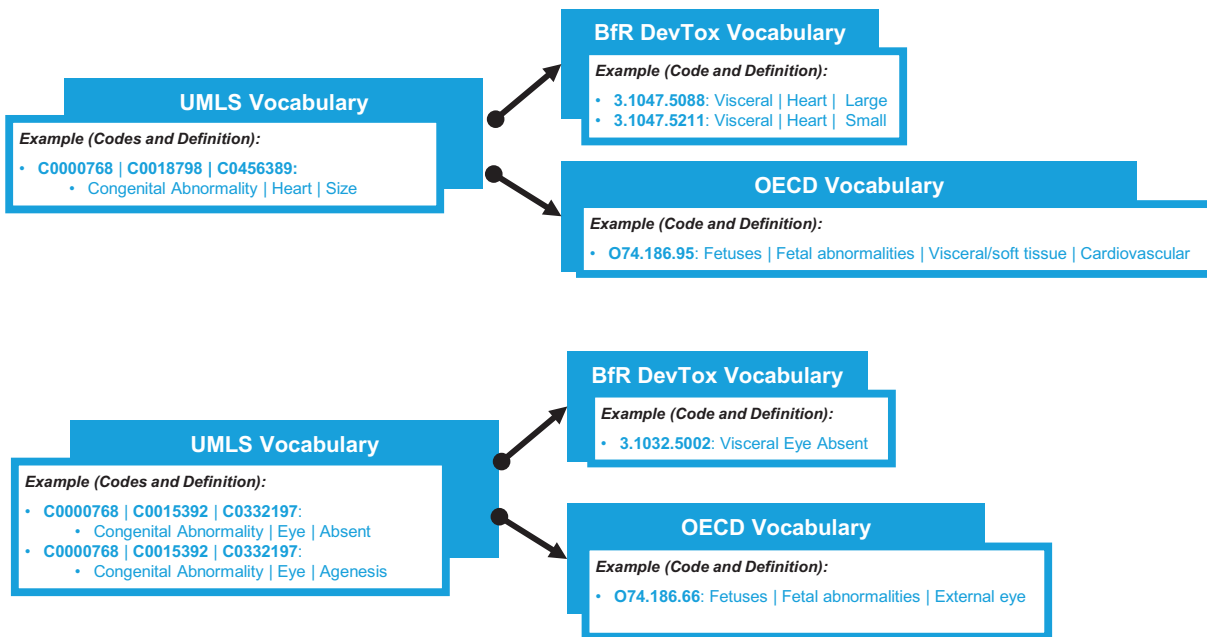 UMLS Vocabulary
Example (Codes and Definition):
• C0000768 | C0018798 | C0456389:
• Congenital Abnormality | Heart | Size
BfR DevTox Vocabulary
Example (Code and Definition):
• 3.1047.5088: Visceral | Heart | Large
• 3.1047.5211: Visceral | Heart | Small
OECD Vocabulary
Example (Code and Definition):
• O74.186.95: Fetuses | Fetal abnormalities | Visceral/soft tissue | Cardiovascular
UMLS Vocabulary
Example (Codes and Definition):
• C0000768 | C0015392 | C0332197:
• Congenital Abnormality | Eye | Absent
• C0000768 | C0015392 | C0332197:
• Congenital Abnormality | Eye | Agenesis
BfR DevTox Vocabulary
Example (Code and Definition):
• 3.1032.5002: Visceral Eye Absent
OECD Vocabulary
Example (Code and Definition):
• O74.186.66: Fetuses | Fetal abnormalities | External eye